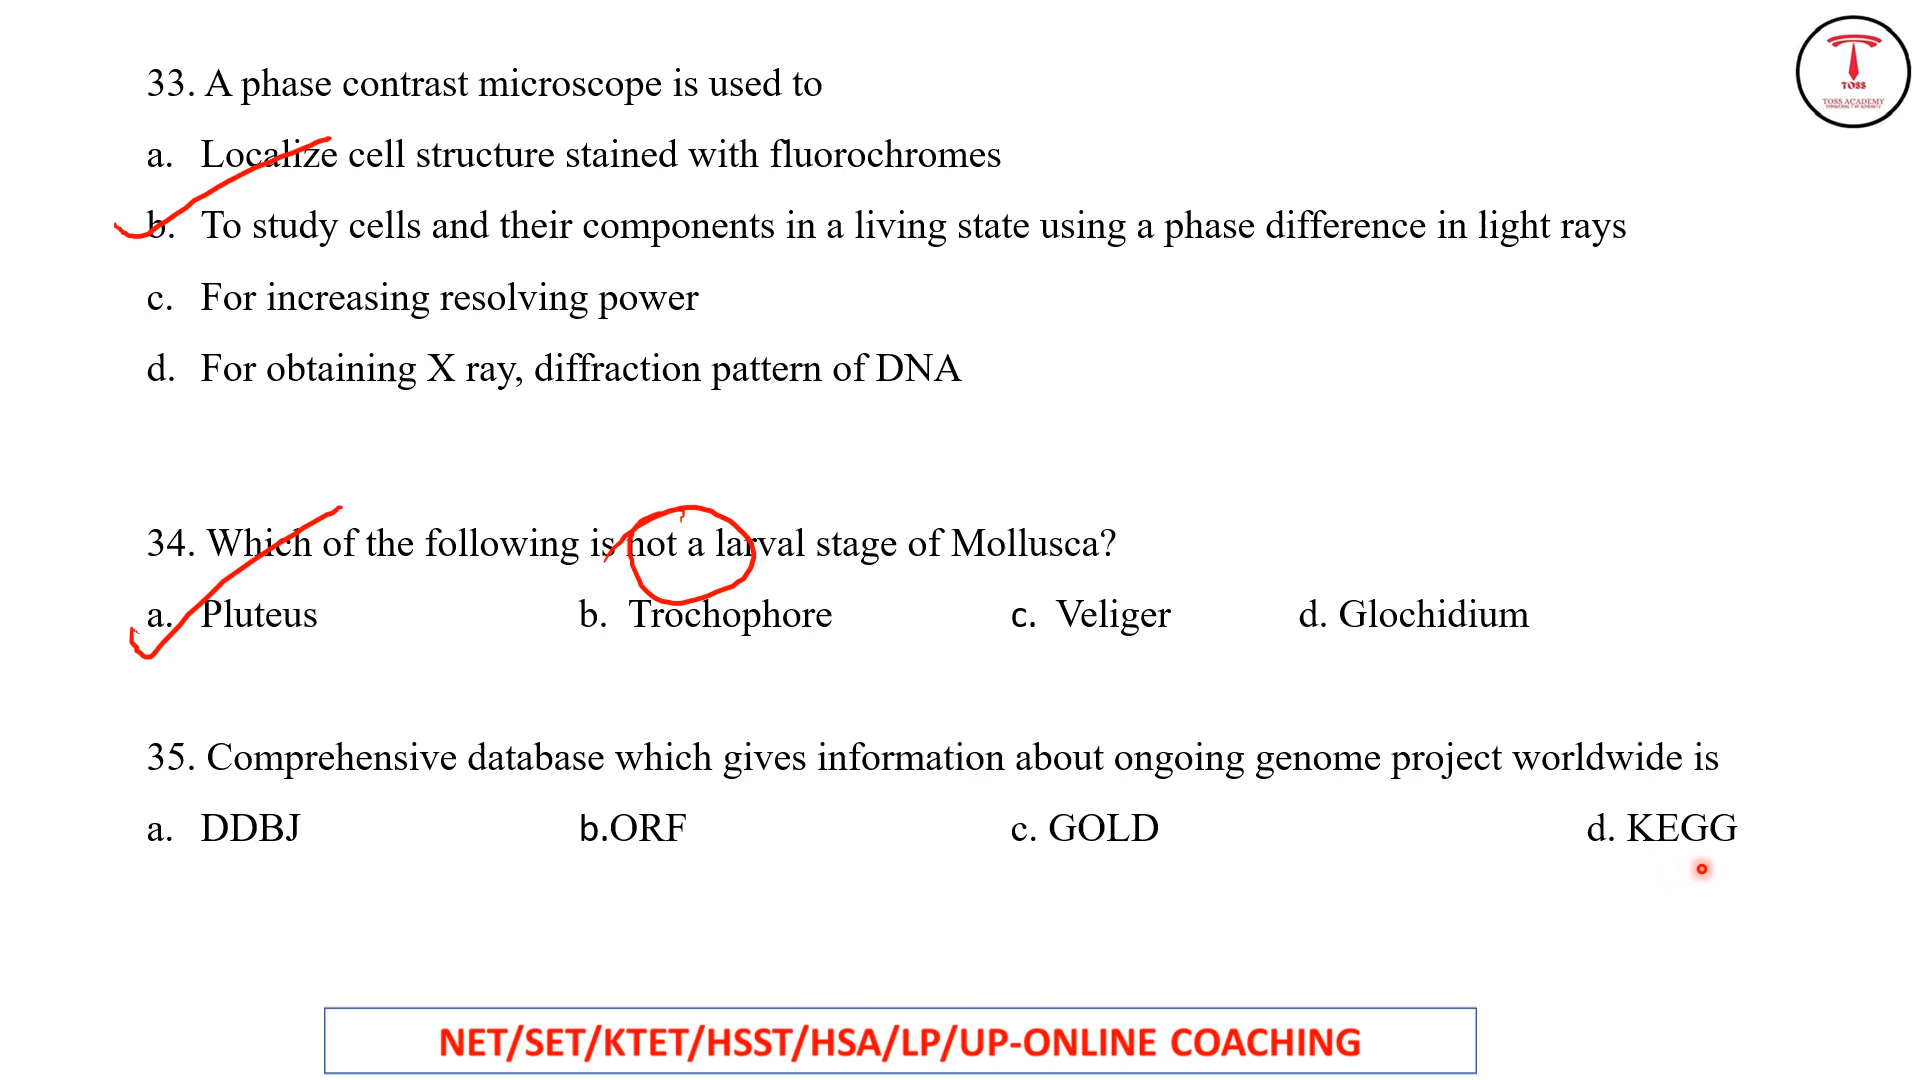 33. A phase contrast microscope is used to
a. Localize cell structure stained with fluorochromes
b. To study cells and their components in a living state using a phase difference in light rays
c. For increasing resolving power
d. For obtaining X ray, diffraction pattern of DNA
34. Which of the following is not a larval stage of Mollusca?
a. Pluteus b. Trochophore c. Veliger d. Glochidium
35. Comprehensive database which gives information about ongoing genome project worldwide is
a. DDBJ b.ORF c. GOLD d. KEGG
TOSS
TOSS ACADEMY
NET/SET/KTET/HSST/HSA/LP/UP-ONLINE COACHING